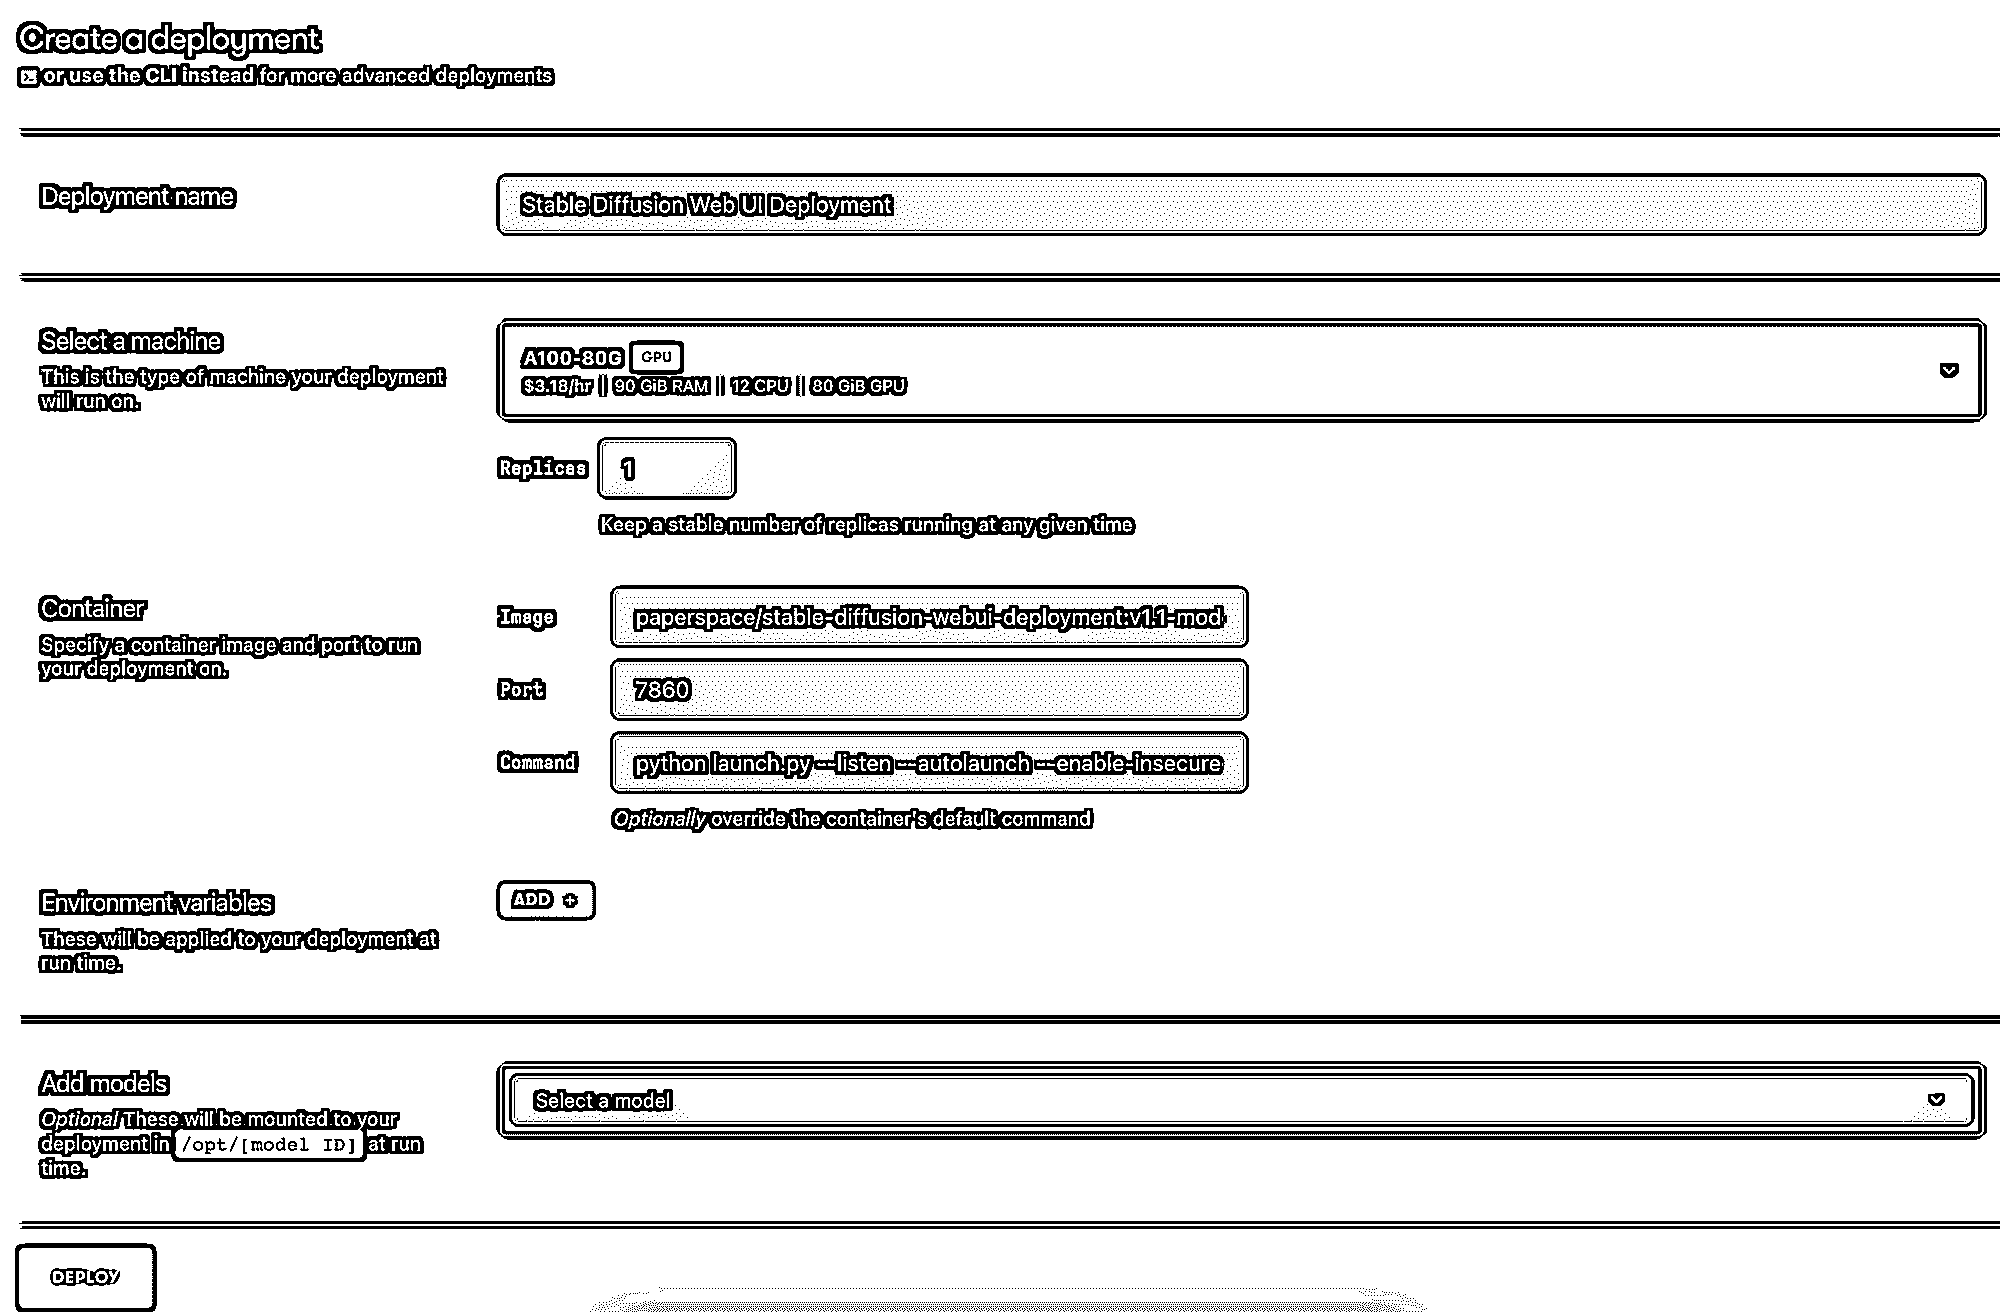 Create a deployment
or use the CLI instead for more advanced deployments
Deployment name
Stable Diffusion Web UI Deployment
Select a machine
This is the type of machine your deployment
will run on.
A100-80G GPU
$3.18/hr || 90 GiB RAM || 12 CPU || 80 GiB GPU
Replicas 1
Keep a stable number of replicas running at any given time
Container
Specify a container image and port to run
your deployment on.
Image paperspace/stable-diffusion-webui-deployment:v1.1-mod
Port 7860
Command python launch.py --listen --autolaunch --enable-insecure
Optionally override the container's default command
Environment variables
These will be applied to your deployment at
run time.
ADD +
Add models
Optional These will be mounted to your
deployment in /opt/[model ID] at run
time.
Select a model
DEPLOY